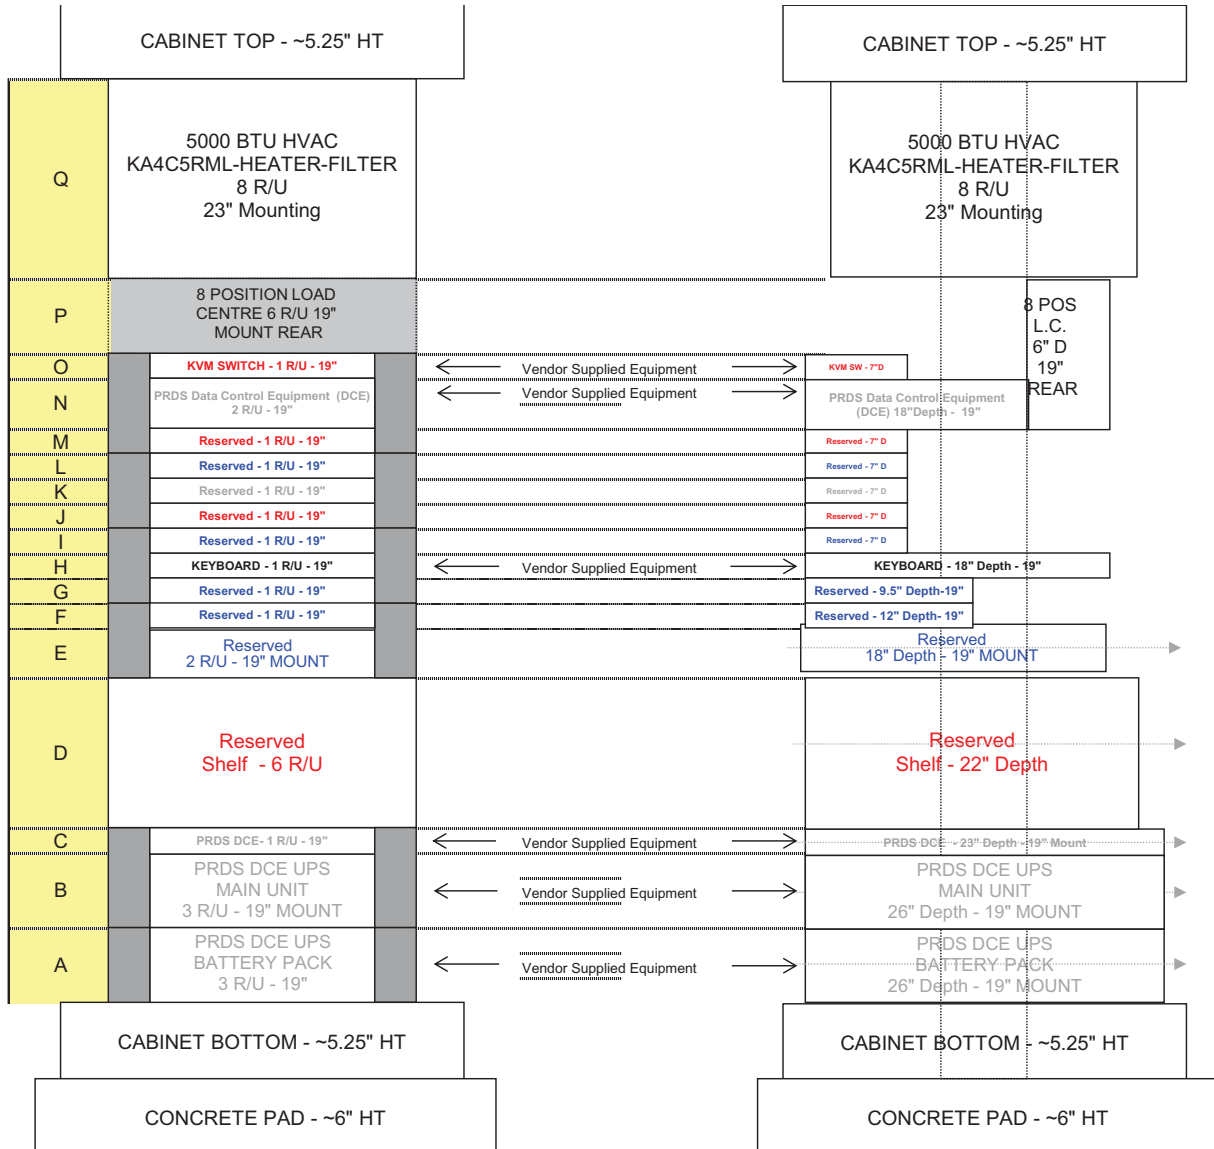 CABINET TOP - ~5.25" HT
CABINET TOP - ~5.25" HT
Q
5000 BTU HVAC
KA4C5RML-HEATER-FILTER
8 R/U
23" Mounting
5000 BTU HVAC
KA4C5RML-HEATER-FILTER
8 R/U
23" Mounting
P
8 POSITION LOAD
CENTRE 6 R/U 19"
MOUNT REAR
8 POS
L.C.
6" D
19"
REAR
O
KVM SWITCH - 1 R/U - 19"
Vendor Supplied Equipment
KVM SW - 7"D
N
PRDS Data Control Equipment (DCE)
2 R/U - 19"
Vendor Supplied Equipment
PRDS Data Control Equipment
(DCE) 18"Depth - 19"
M
Reserved - 1 R/U - 19"
Reserved - 7" D
L
Reserved - 1 R/U - 19"
Reserved - 7" D
K
Reserved - 1 R/U - 19"
Reserved - 7" D
J
Reserved - 1 R/U - 19"
Reserved - 7" D
I
Reserved - 1 R/U - 19"
Reserved - 7" D
H
KEYBOARD - 1 R/U - 19"
Vendor Supplied Equipment
KEYBOARD - 18" Depth - 19"
G
Reserved - 1 R/U - 19"
Reserved - 9.5" Depth-19"
F
Reserved - 1 R/U - 19"
Reserved - 12" Depth- 19"
E
Reserved
2 R/U - 19" MOUNT
Reserved
18" Depth - 19" MOUNT
D
Reserved
Shelf - 6 R/U
Reserved
Shelf - 22" Depth
C
PRDS DCE- 1 R/U - 19"
Vendor Supplied Equipment
PRDS DCE - 23" Depth - 19" Mount
B
PRDS DCE UPS
MAIN UNIT
3 R/U - 19" MOUNT
Vendor Supplied Equipment
PRDS DCE UPS
MAIN UNIT
26" Depth - 19" MOUNT
A
PRDS DCE UPS
BATTERY PACK
3 R/U - 19"
Vendor Supplied Equipment
PRDS DCE UPS
BATTERY PACK
26" Depth - 19" MOUNT
CABINET BOTTOM - ~5.25" HT
CABINET BOTTOM - ~5.25" HT
CONCRETE PAD - ~6" HT
CONCRETE PAD - ~6" HT